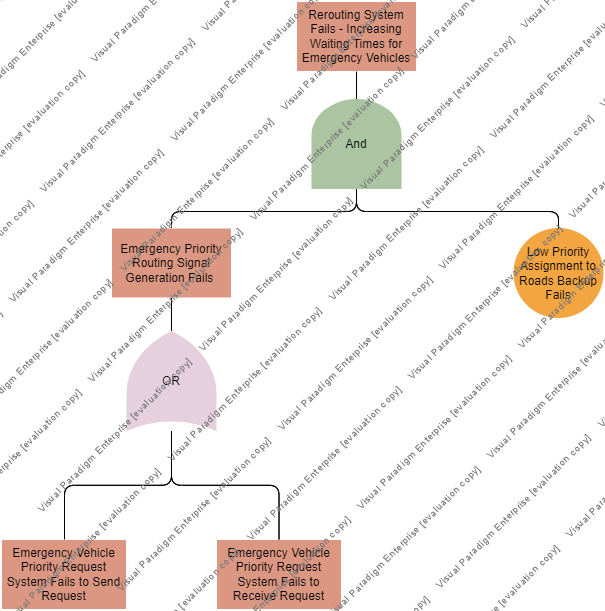 Rerouting System
Fails - Increasing
Waiting Times for
Emergency Vehicles
And
Emergency Priority
Routing Signal
Generation Fails
Low Priority
Assignment to
Roads Backup
Fails
OR
Emergency Vehicle
Priority Request
System Fails to Send
Request
Emergency Vehicle
Priority Request
System Fails to
Receive Request
Visual Paradigm Enterprise [evaluation copy]